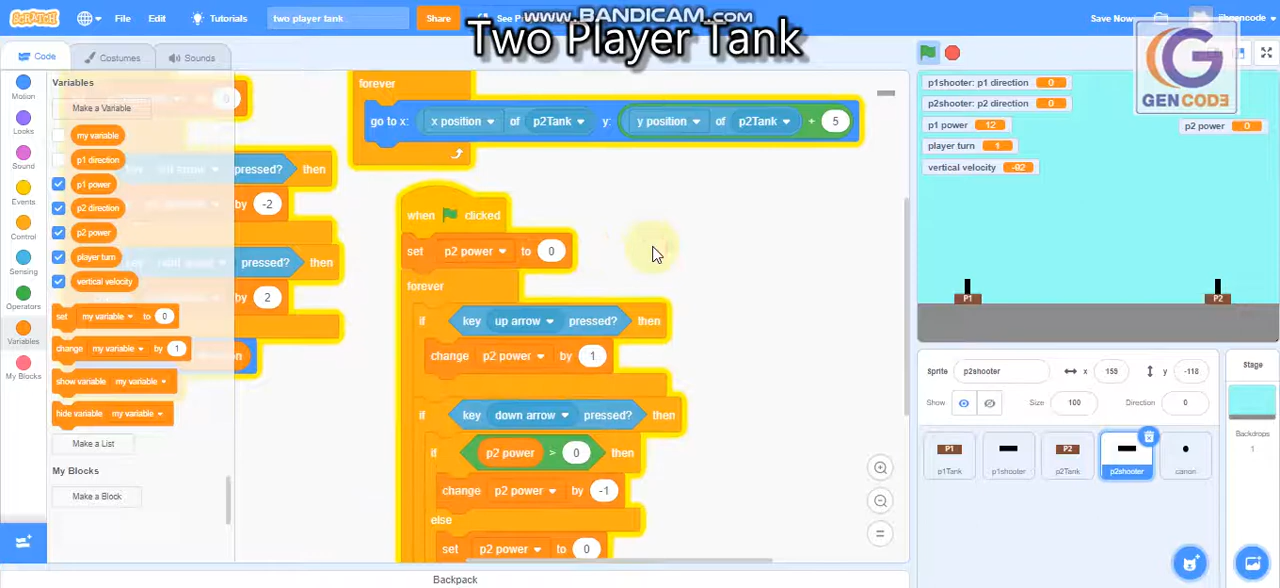 SCRATCH File Edit Tutorials two player tank Share See Save Now
www.BANDICAM.com
Two Player Tank
Code Costumes Sounds
GENCODE
Motion
Looks
Sound
Events
Control
Sensing
Operators
Variables
My Blocks
Variables
Make a Variable
my variable
p1 direction
p1 power
p2 direction
p2 power
player turn
vertical velocity
set my variable to 0
change my variable by 1
show variable my variable
hide variable my variable
Make a List
My Blocks
Make a Block
pressed? then
by -2
pressed? then
by 2
forever
go to x: x position of p2Tank y: y position of p2Tank + 5
when clicked
set p2 power to 0
forever
if key up arrow pressed? then
change p2 power by 1
if key down arrow pressed? then
if p2 power > 0 then
change p2 power by -1
else
set p2 power to 0
p1shooter: p1 direction 0
p2shooter: p2 direction 0
p1 power 12
p2 power 0
player turn 1
vertical velocity -82
P1 P2
Sprite p2shooter x 159 y -118
Show Size 100 Direction 0
P1 P2
p1Tank p1shooter p2Tank p2shooter canon
Stage
Backdrops
1
Backpack